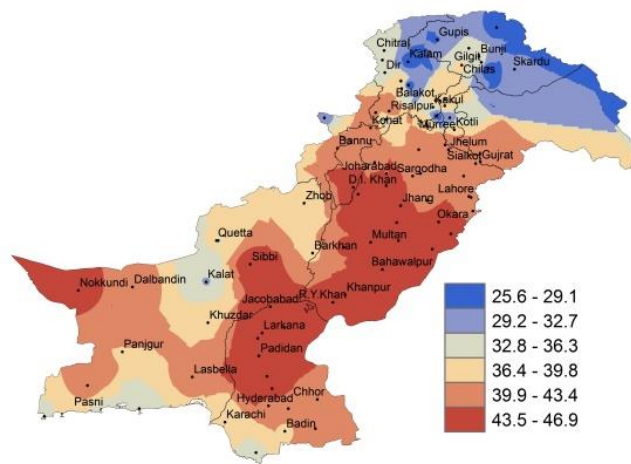 Gupis
Chitral
Kalam
Bunji
Gilgit
Dir
Chilas
Skardu
Balakot
Risalpur
Kakul
Murree
Kotli
Kohat
Bannu
Jhelum
Sialkot
Gujrat
Joharabad
Sargodha
D.I. Khan
Lahore
Zhob
Jhang
Okara
Quetta
Multan
Barkhan
Sibbi
Bahawalpur
Kalat
Nokkundi
Dalbandin
R.Y.Khan
Khanpur
Jacobabad
Khuzdar
Larkana
Panjgur
Padidan
Lasbella
Pasni
Hyderabad
Chhor
Karachi
Badin
25.6 - 29.1
29.2 - 32.7
32.8 - 36.3
36.4 - 39.8
39.9 - 43.4
43.5 - 46.9